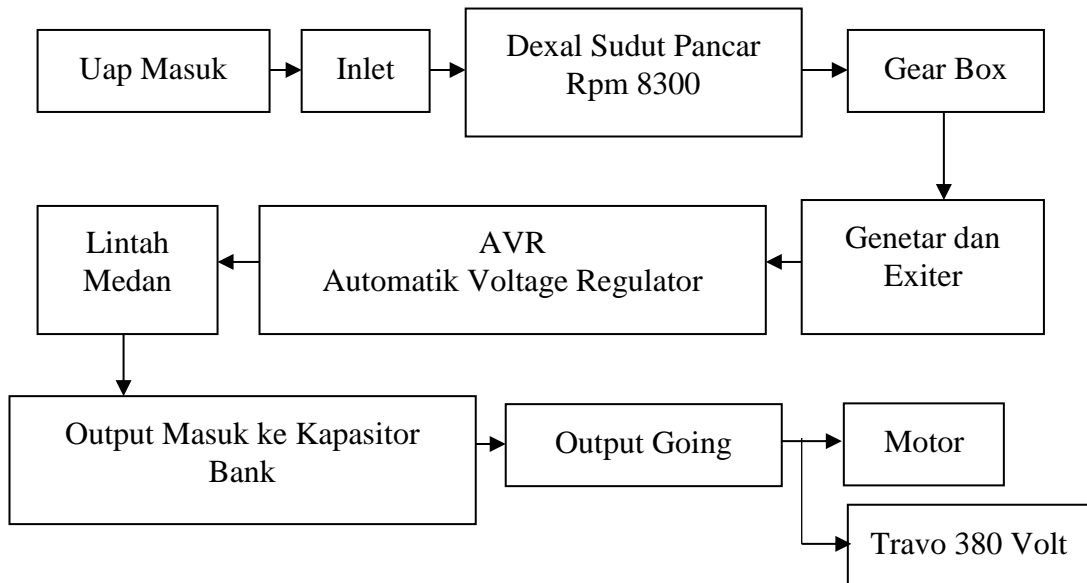 Uap Masuk
Inlet
Dexal Sudut Pancar
Rpm 8300
Gear Box
Genetar dan
Exiter
AVR
Automatik Voltage Regulator
Lintah
Medan
Output Masuk ke Kapasitor
Bank
Output Going
Motor
Travo 380 Volt